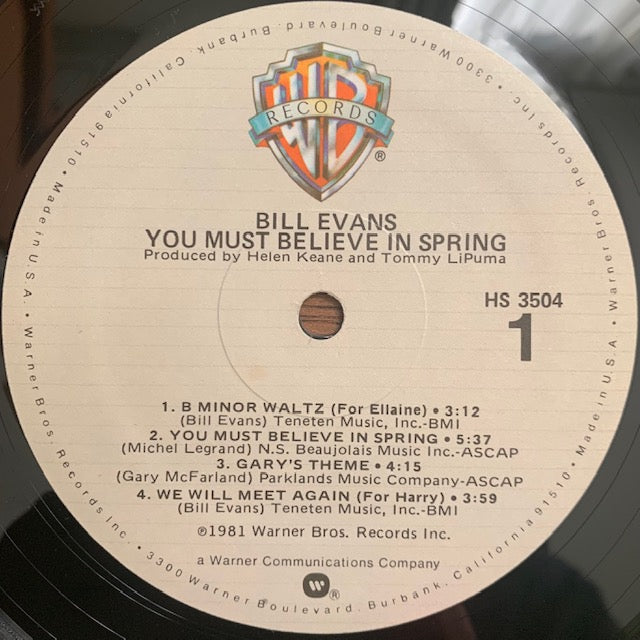 WB
RECORDS
®
BILL EVANS
YOU MUST BELIEVE IN SPRING
Produced by Helen Keane and Tommy LiPuma
HS 3504
1
1. B MINOR WALTZ (For Ellaine) • 3:12
(Bill Evans) Teneten Music, Inc.-BMI
2. YOU MUST BELIEVE IN SPRING • 5:37
(Michel Legrand) N.S. Beaujolais Music Inc.-ASCAP
3. GARY'S THEME • 4:15
(Gary McFarland) Parklands Music Company-ASCAP
4. WE WILL MEET AGAIN (For Harry) • 3:59
(Bill Evans) Teneten Music, Inc.-BMI
℗1981 Warner Bros. Records Inc.
a Warner Communications Company
®
Warner Bros. Records Inc. • 3300 Warner Boulevard. Burbank, California 91510 • Made in U.S.A. •
Warner Bros. Records Inc. • 3300 Warner Boulevard. Burbank, California 91510 • Made in U.S.A. •